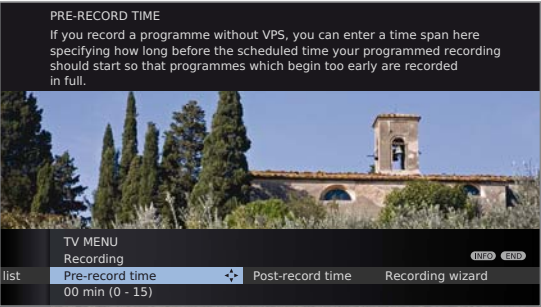 PRE-RECORD TIME
If you record a programme without VPS, you can enter a time span here
specifying how long before the scheduled time your programmed recording
should start so that programmes which begin too early are recorded
in full.
TV MENU
Recording
INFO END
list Pre-record time Post-record time Recording wizard
00 min (0 - 15)